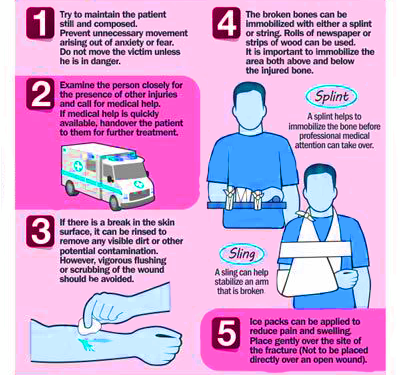 1
Try to maintain the patient
still and composed.
Prevent unnecessary movement
arising out of anxiety or fear.
Do not move the victim unless
he is in danger.
2
Examine the person closely for
the presence of other injuries
and call for medical help.
If medical help is quickly
available, handover the patient
to them for further treatment.
3
If there is a break in the skin
surface, it can be rinsed to
remove any visible dirt or other
potential contamination.
However, vigorous flushing
or scrubbing of the wound
should be avoided.
4
The broken bones can be
immobilized with either a splint
or string. Rolls of newspaper or
strips of wood can be used.
It is important to immobilize the
area both above and below
the injured bone.
Splint
A splint helps to
immobilize the bone before
professional medical
attention can take over.
Sling
A sling can help
stabilize an arm
that is broken
5
Ice packs can be applied to
reduce pain and swelling.
Place gently over the site of
the fracture (Not to be placed
directly over an open wound).